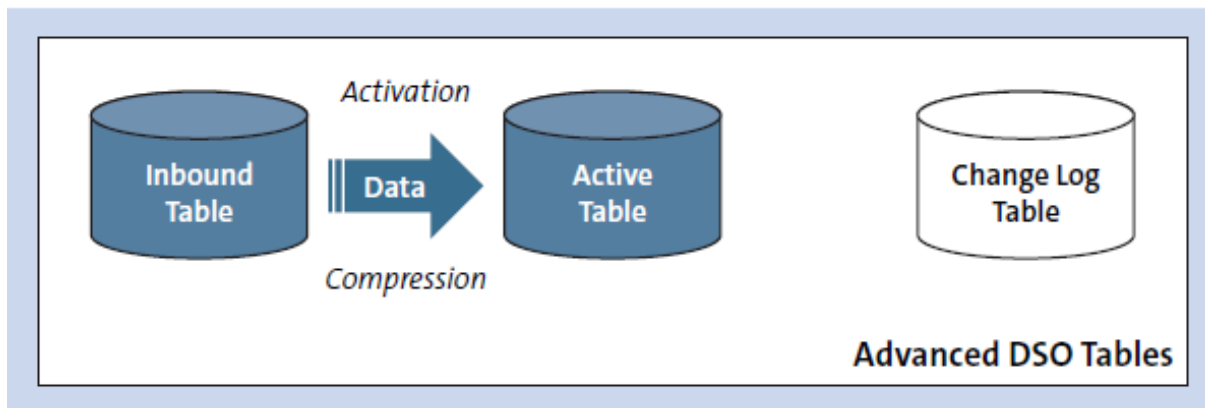 Activation
Inbound
Table
Data
Active
Table
Change Log
Table
Compression
Advanced DSO Tables